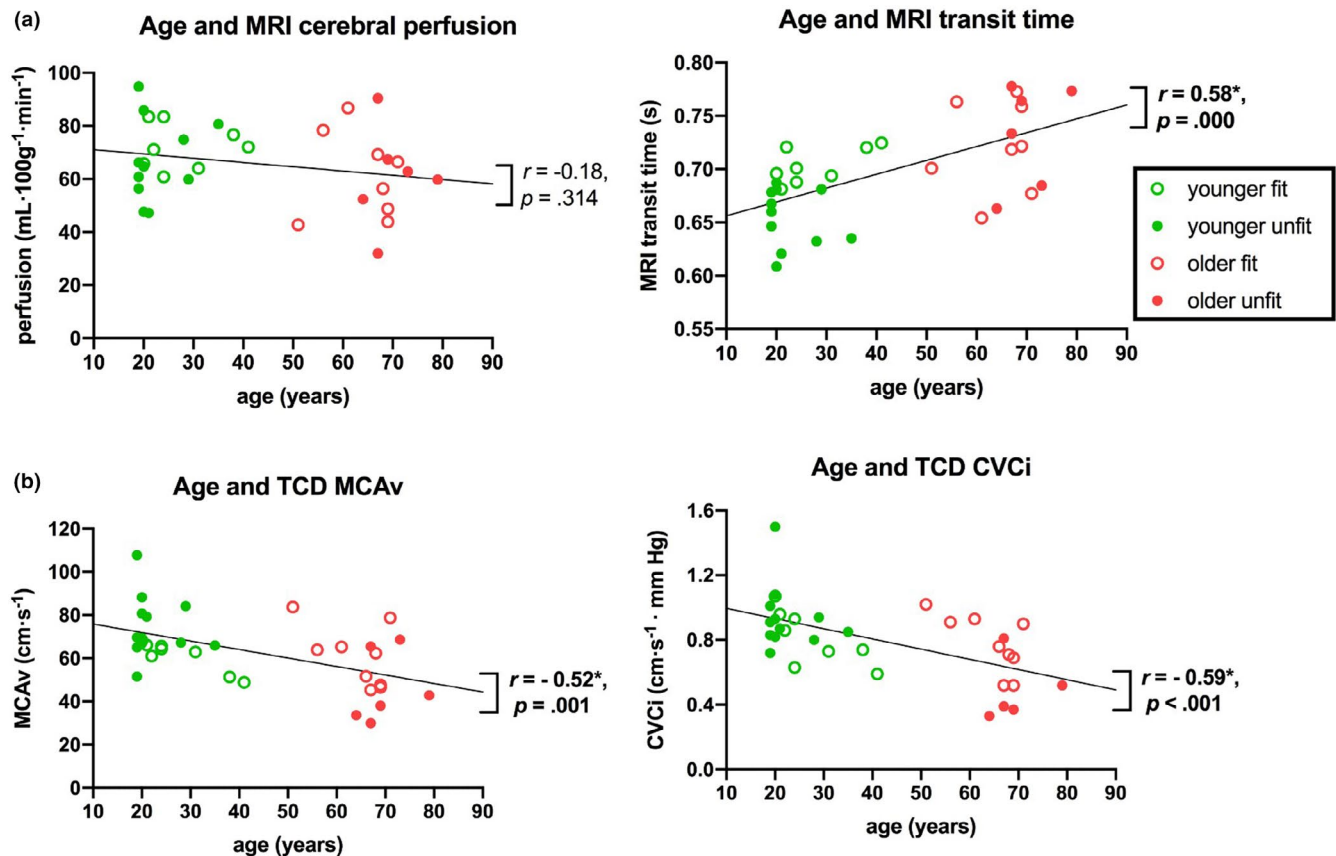 (a)
Age and MRI cerebral perfusion
perfusion (mL·100g⁻¹·min⁻¹)
100
80
60
40
20
0
10 20 30 40 50 60 70 80 90
age (years)
r = -0.18,
p = .314
Age and MRI transit time
MRI transit time (s)
0.80
0.75
0.70
0.65
0.60
0.55
10 20 30 40 50 60 70 80 90
age (years)
r = 0.58*,
p = .000
younger fit
younger unfit
older fit
older unfit
(b)
Age and TCD MCAv
MCAv (cm·s⁻¹)
120
100
80
60
40
20
0
10 20 30 40 50 60 70 80 90
age (years)
r = - 0.52*,
p = .001
Age and TCD CVCi
CVCi (cm·s⁻¹ · mm Hg)
1.6
1.2
0.8
0.4
0.0
10 20 30 40 50 60 70 80 90
age (years)
r = - 0.59*,
p < .001